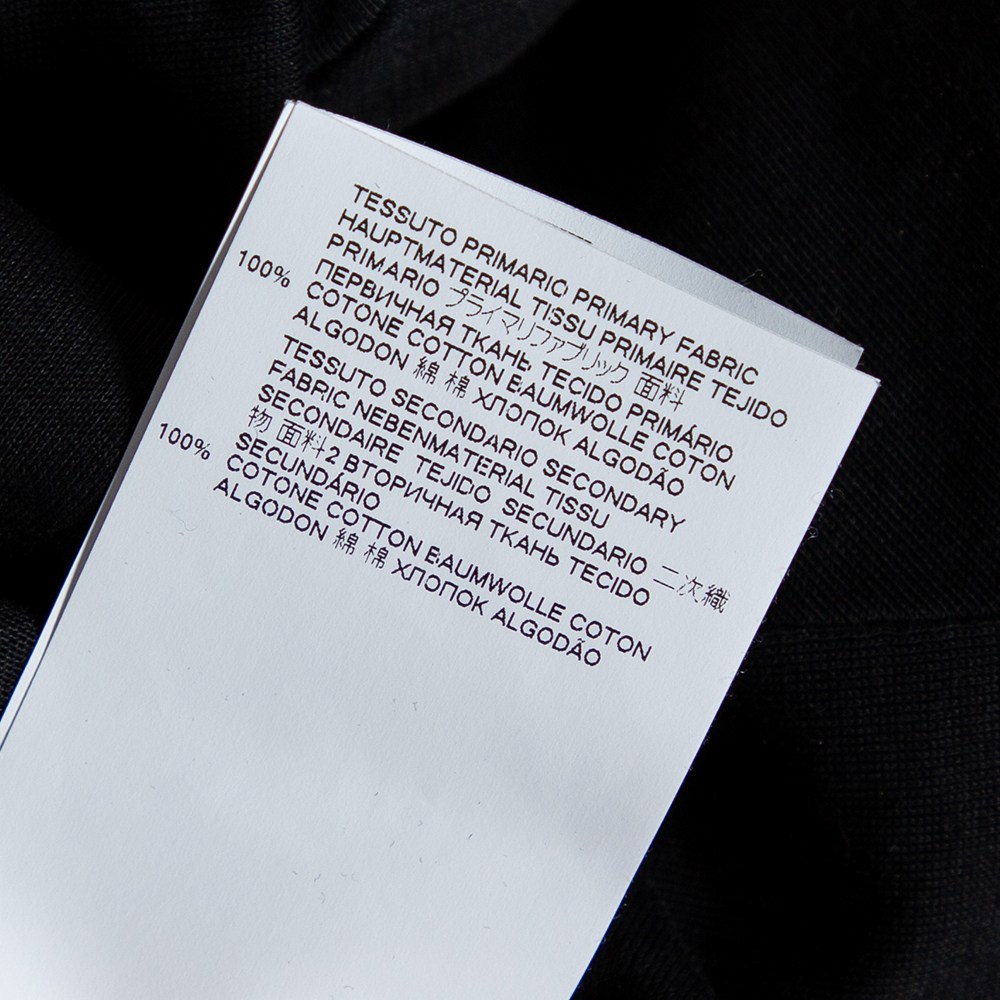 TESSUTO PRIMARIO PRIMARY FABRIC
HAUPTMATERIAL TISSU PRIMAIRE TEJIDO
PRIMARIO プライマリファブリック 面料
ПЕРВИЧНАЯ ТКАНЬ TECIDO PRIMÁRIO
100% COTONE COTTON BAUMWOLLE COTON
ALGODON 綿 棉 ХЛОПОК ALGODÃO
TESSUTO SECONDARIO SECONDARY
FABRIC NEBENMATERIAL TISSU
SECONDAIRE TEJIDO SECUNDARIO 二次織
物 面料2 ВТОРИЧНАЯ ТКАНЬ TECIDO
SECUNDÁRIO
100% COTONE COTTON BAUMWOLLE COTON
ALGODON 綿 棉 ХЛОПОК ALGODÃO